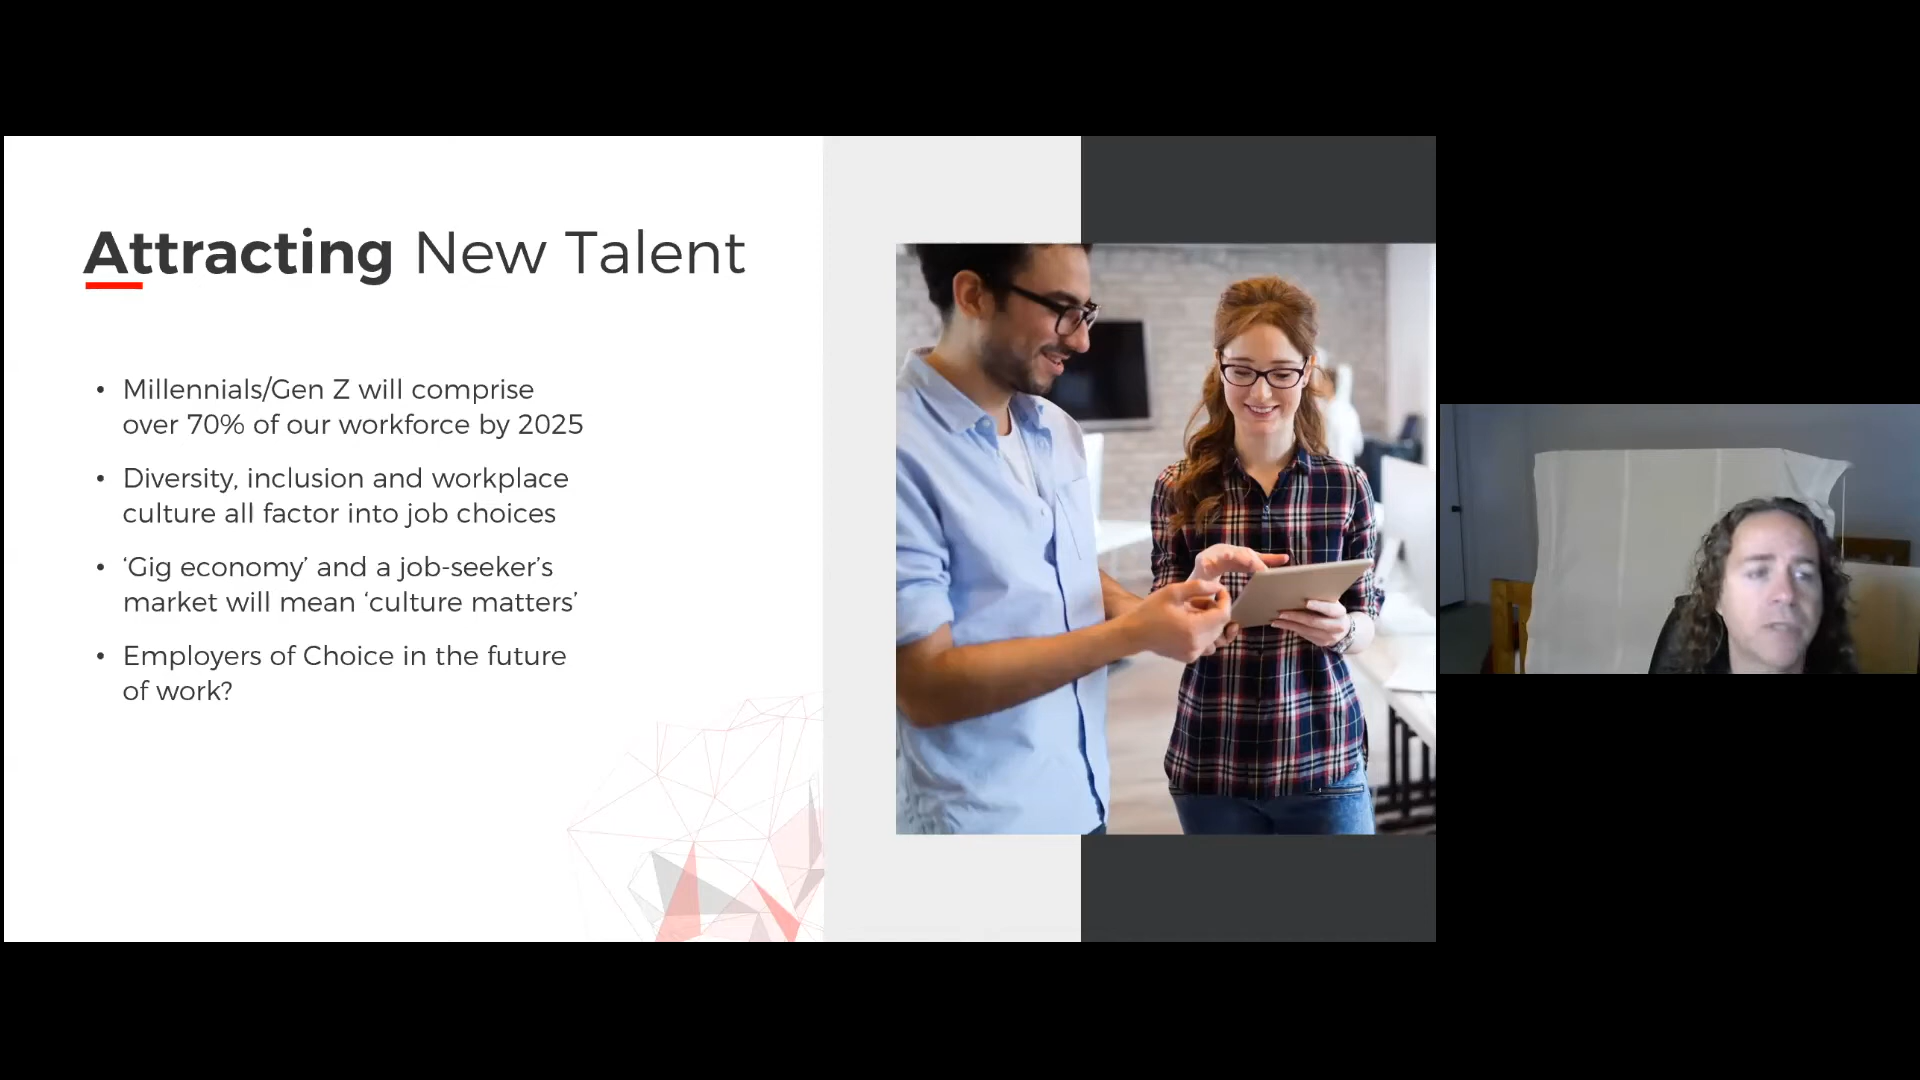 Attracting New Talent
• Millennials/Gen Z will comprise
over 70% of our workforce by 2025
• Diversity, inclusion and workplace
culture all factor into job choices
• ‘Gig economy’ and a job-seeker’s
market will mean ‘culture matters’
• Employers of Choice in the future
of work?